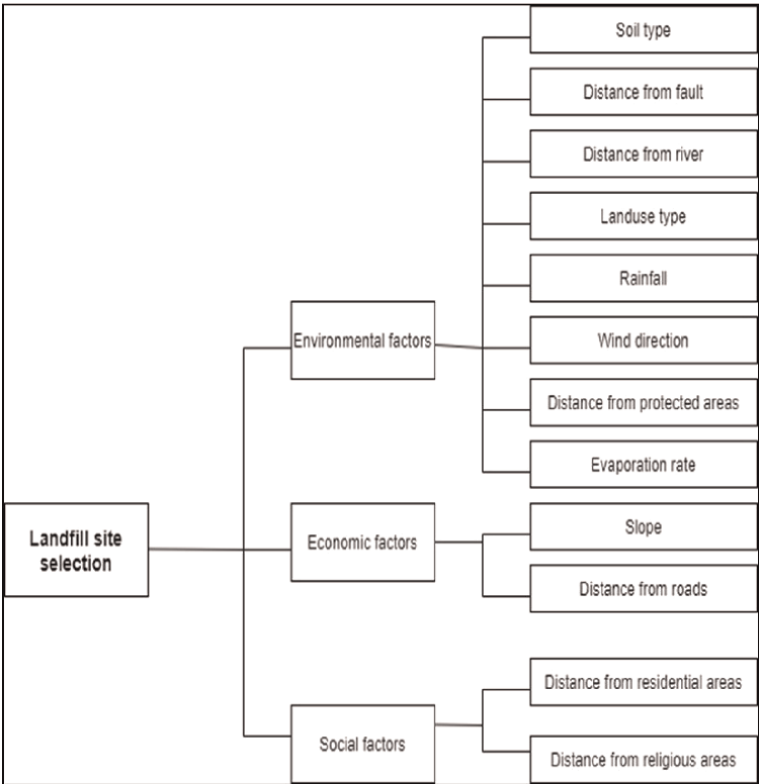 Soil type
Distance from fault
Distance from river
Landuse type
Rainfall
Environmental factors
Wind direction
Distance from protected areas
Evaporation rate
Landfill site
selection
Economic factors
Slope
Distance from roads
Social factors
Distance from residential areas
Distance from religious areas